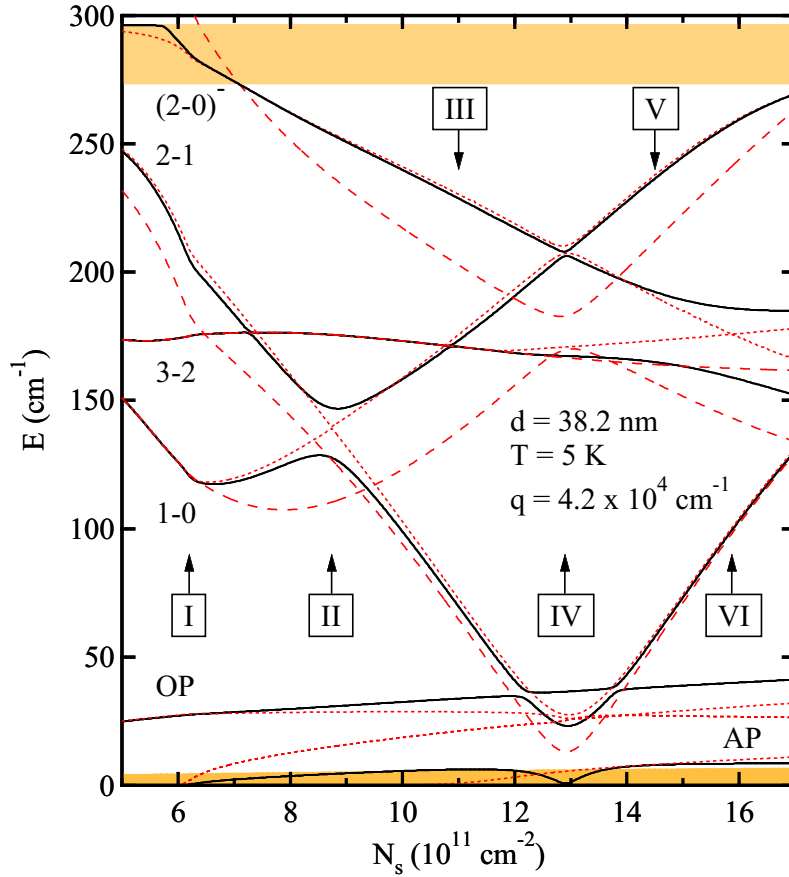 300
250
200
150
100
50
0
E (cm⁻¹)
(2-0)⁻
2-1
3-2
1-0
III
V
d = 38.2 nm
T = 5 K
q = 4.2 x 10⁴ cm⁻¹
I
II
IV
VI
OP
AP
6
8
10
12
14
16
Nₛ (10¹¹ cm⁻²)